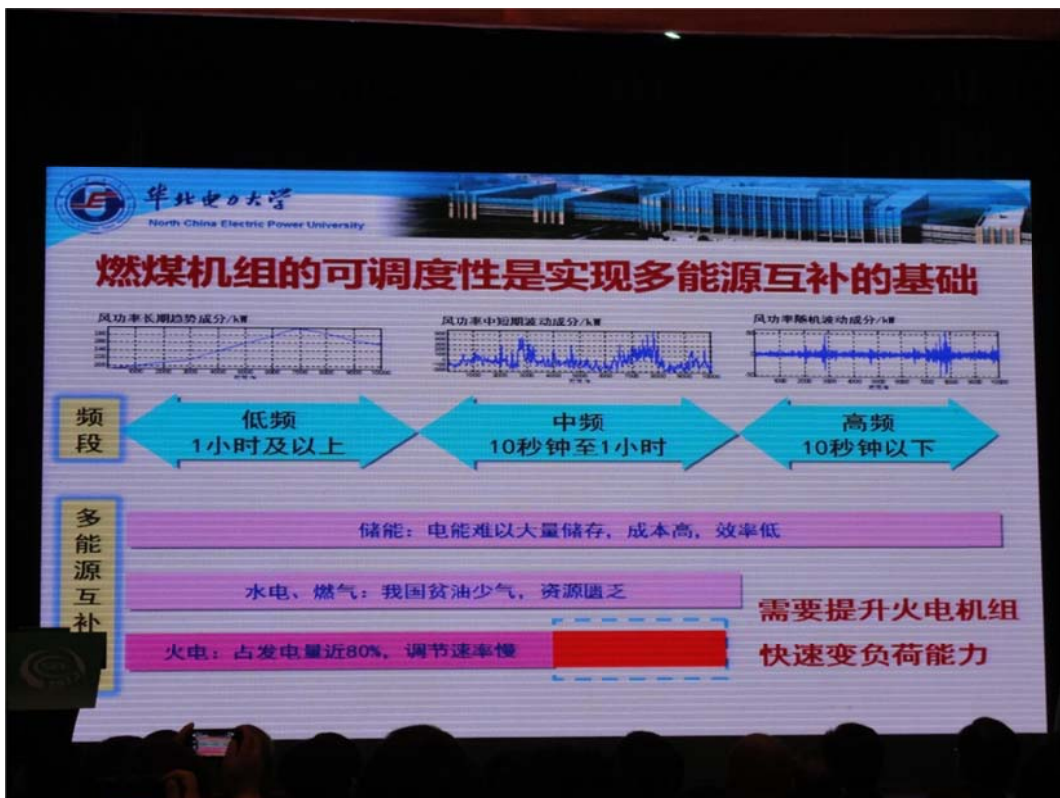 华北电力大学
North China Electric Power University
燃煤机组的可调度性是实现多能源互补的基础
风功率长期趋势成分/kW
风功率中短期波动成分/kW
风功率随机波动成分/kW
频段
低频
1小时及以上
中频
10秒钟至1小时
高频
10秒钟以下
多能源互补
储能：电能难以大量储存，成本高，效率低
水电、燃气：我国贫油少气，资源匮乏
火电：占发电量近80%，调节速率慢
需要提升火电机组
快速变负荷能力